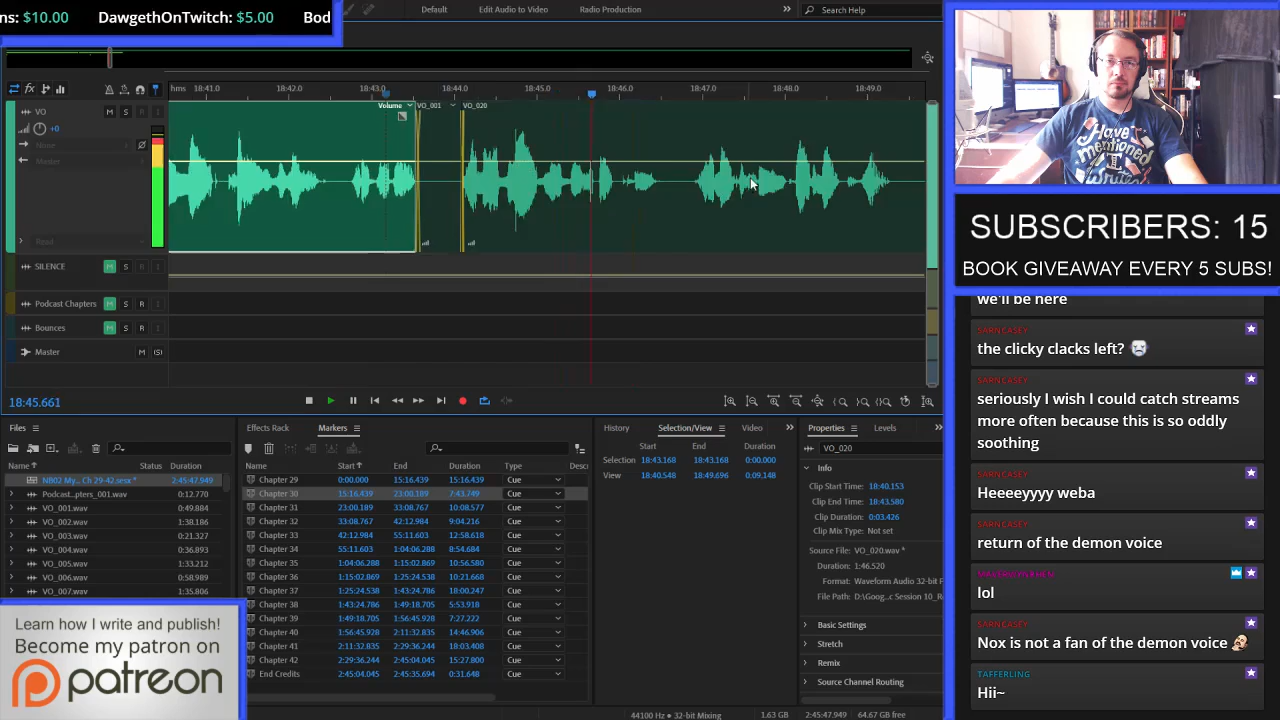 ns: $10.00 DawgethOnTwitch: $5.00 Bod
Default Edit Audio to Video Radio Production Search Help
hms 18:41.0 18:42.0 18:43.0 18:44.0 18:45.0 18:46.0 18:47.0 18:48.0 18:49.0
VO M S R I
Volume VO_001 VO_020
+0
None
Master
Read
SILENCE M S R I
Podcast Chapters M S R
Bounces M S R
Master M (S)
18:45.661
Files
Name Status Duration
NB02 My... Ch 29-42.sesx * 2:45:47.949
Podcast...pters_001.wav 0:12.770
VO_001.wav 0:49.884
VO_002.wav 1:38.186
VO_003.wav 0:21.327
VO_004.wav 0:36.893
VO_005.wav 1:33.212
VO_006.wav 0:58.989
VO_007.wav 1:35.806
Effects Rack Markers
Name Start End Duration Type Descr
Chapter 29 0:00.000 15:16.439 15:16.439 Cue
Chapter 30 15:16.439 23:00.189 7:43.749 Cue
Chapter 31 23:00.189 33:08.767 10:08.577 Cue
Chapter 32 33:08.767 42:12.984 9:04.216 Cue
Chapter 33 42:12.984 55:11.603 12:58.618 Cue
Chapter 34 55:11.603 1:04:06.288 8:54.684 Cue
Chapter 35 1:04:06.288 1:15:02.869 10:56.580 Cue
Chapter 36 1:15:02.869 1:25:24.538 10:21.668 Cue
Chapter 37 1:25:24.538 1:43:24.786 18:00.247 Cue
Chapter 38 1:43:24.786 1:49:18.705 5:53.918 Cue
Chapter 39 1:49:18.705 1:56:45.928 7:27.222 Cue
Chapter 40 1:56:45.928 2:11:32.835 14:46.906 Cue
Chapter 41 2:11:32.835 2:29:36.244 18:03.408 Cue
Chapter 42 2:29:36.244 2:45:04.045 15:27.800 Cue
End Credits 2:45:04.045 2:45:35.694 0:31.648 Cue
History Selection/View Video
Start End Duration
Selection 18:43.168 18:43.168 0:00.000
View 18:40.548 18:49.696 0:09.148
Properties Levels
VO_020
Info
Clip Start Time: 18:40.153
Clip End Time: 18:43.580
Clip Duration: 0:03.426
Clip Mix Type: Not set
Source File: VO_020.wav *
Duration: 1:46.520
Format: Waveform Audio 32-bit F
File Path: D:\Goog...c Session 10_Re
Basic Settings
Stretch
Remix
Source Channel Routing
44100 Hz • 32-bit Mixing 1.63 GB 2:45:47.949 64.67 GB free
Learn how I write and publish!
Become my patron on
patreon
Have
mentioned
I write
SUBSCRIBERS: 15
BOOK GIVEAWAY EVERY 5 SUBS!
we'll be here
SARNCASEY
the clicky clacks left?
SARNCASEY
seriously I wish I could catch streams
more often because this is so oddly
soothing
SARNCASEY
Heeeeyyyy weba
SARNCASEY
return of the demon voice
lol
SARNCASEY
Nox is not a fan of the demon voice
TAFFERLING
Hii~